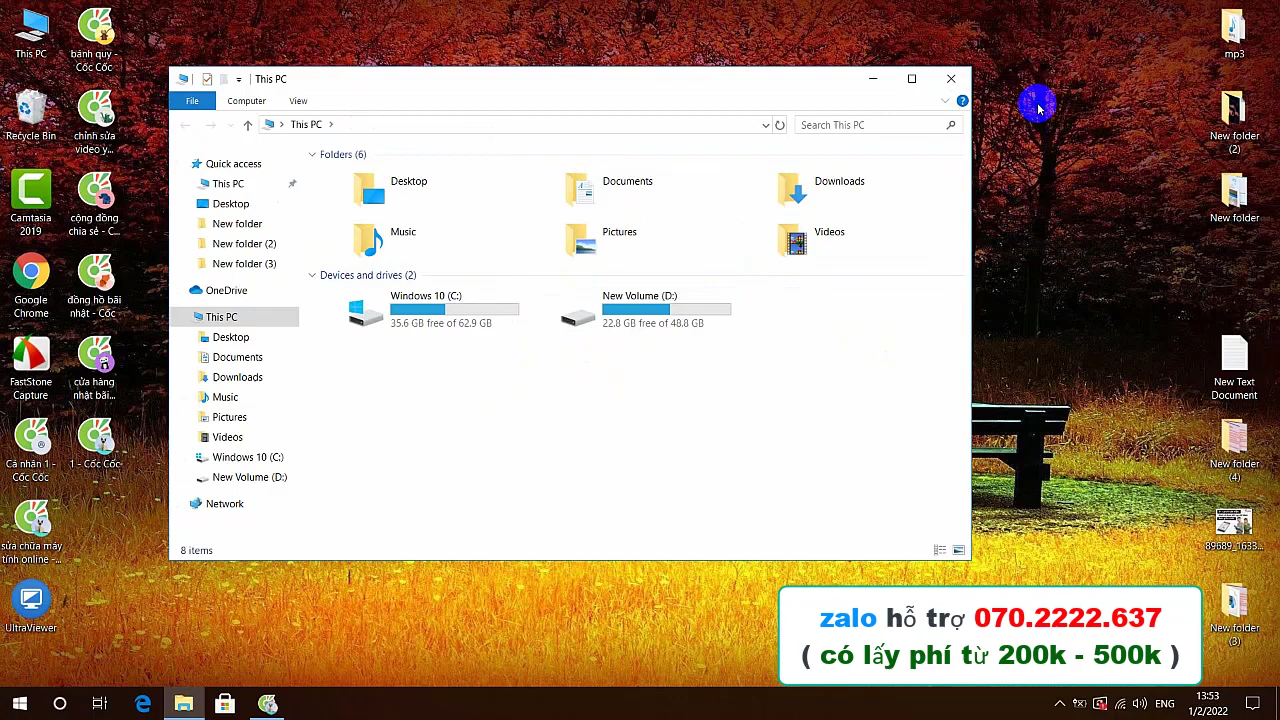 This PC
bánh quy -
Cốc Cốc
Recycle Bin
chỉnh sửa
video y...
Camtasia
2019
cộng đồng
chia sẻ - C...
Google
Chrome
đồng hồ bãi
nhật - Cốc
FastStone
Capture
cửa hàng
nhật bãi...
Cá nhân 1 -
Cốc Cốc
1 - Cốc Cốc
sửa chữa máy
tính online -...
UltraViewer
This PC
File
Computer
View
This PC
Search This PC
Quick access
This PC
Desktop
New folder
New folder (2)
New folder (3)
OneDrive
This PC
Desktop
Documents
Downloads
Music
Pictures
Videos
Windows 10 (C:)
New Volume (D:)
Network
Folders (6)
Desktop
Documents
Downloads
Music
Pictures
Videos
Devices and drives (2)
Windows 10 (C:)
35.6 GB free of 62.9 GB
New Volume (D:)
22.8 GB free of 48.8 GB
8 items
mp3
New folder
(2)
New folder
New Text
Document
New folder
(4)
89689_1633...
New folder
(3)
zalo hỗ trợ 070.2222.637
( có lấy phí từ 200k - 500k )
ENG
13:53
1/2/2022